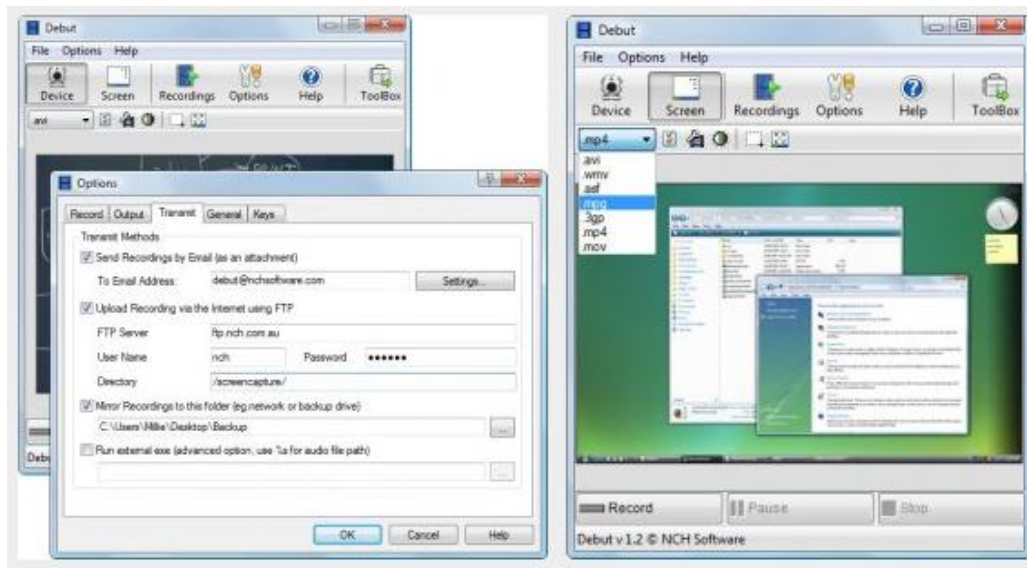 Debut
File Options Help
Device Screen Recordings Options Help ToolBox
avi
Options
Record Output Transmit General Keys
Transmit Methods
Send Recordings by Email (as an attachment)
To Email Address: debut@nchsoftware.com Settings...
Upload Recording via the Internet using FTP
FTP Server ftp.nch.com.au
User Name nch Password ••••••
Directory /screencapture/
Mirror Recordings to this folder (eg.network or backup drive)
C:\Users\Millie\Desktop\Backup ...
Run external exe (advanced option, use %a for audio file path)
...
OK Cancel Help
Debut
File Options Help
Device Screen Recordings Options Help ToolBox
.mp4
.avi
.wmv
.asf
.mpg
.3gp
.mp4
.mov
Record Pause Stop
Debut v 1.2 © NCH Software